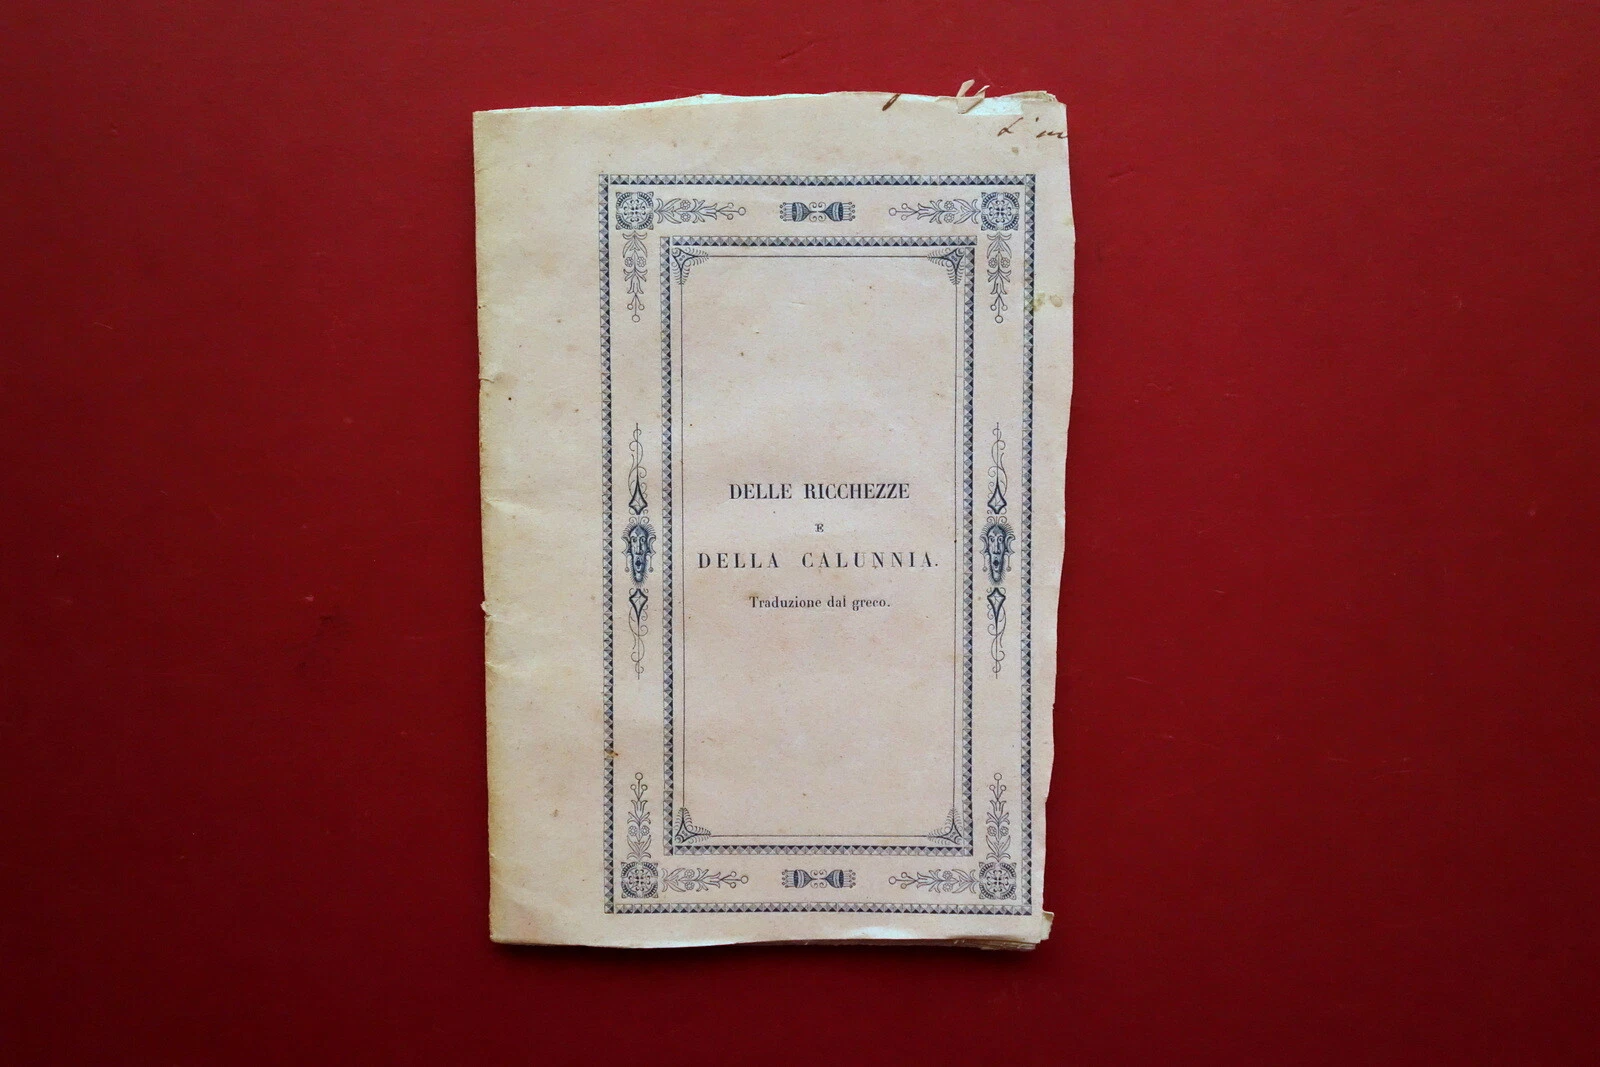 DELLE RICCHEZZE
E
DELLA CALUNNIA.
Traduzione dal greco.